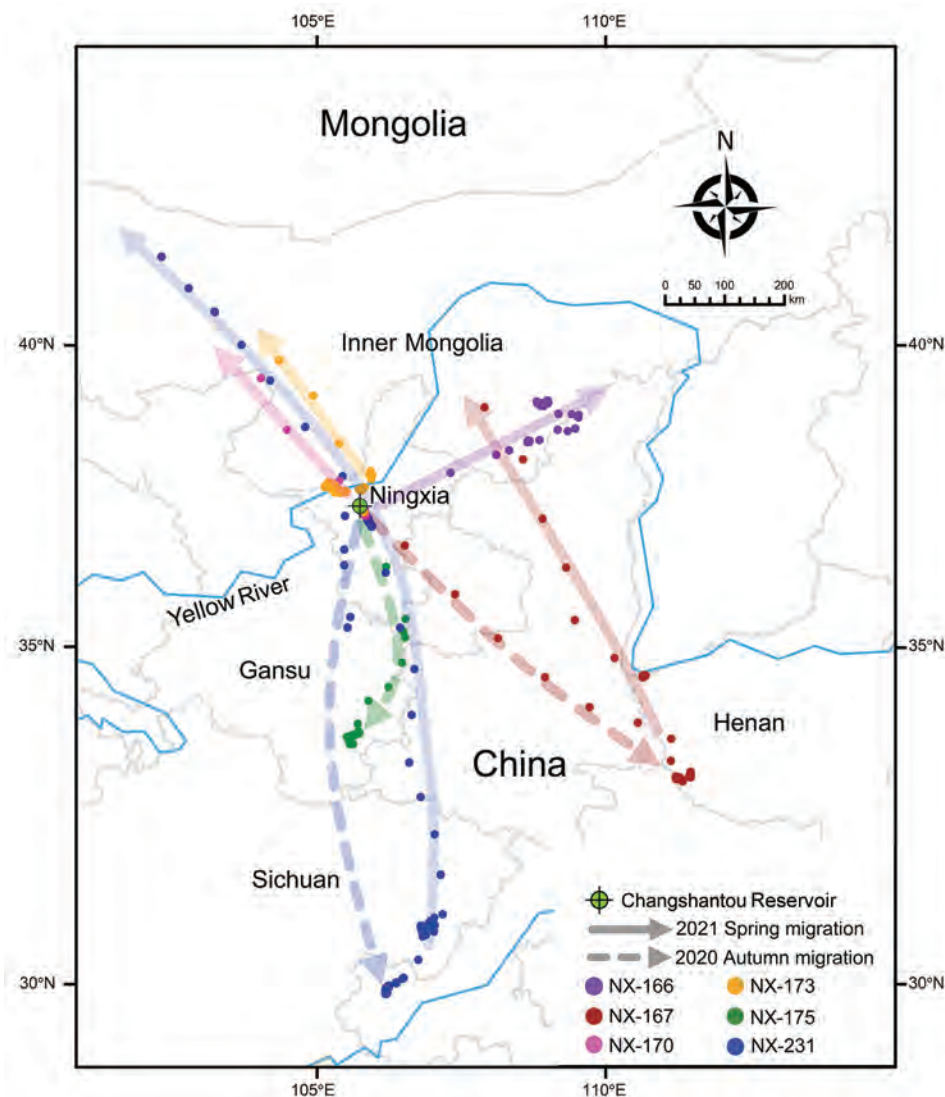 105°E 110°E
Mongolia
N
0 50 100 200
km
40°N 40°N
Inner Mongolia
Ningxia
Yellow River
35°N 35°N
Gansu
Henan
China
Sichuan
Changshantou Reservoir
2021 Spring migration
2020 Autumn migration
30°N 30°N
NX-166 NX-173
NX-167 NX-175
NX-170 NX-231
105°E 110°E